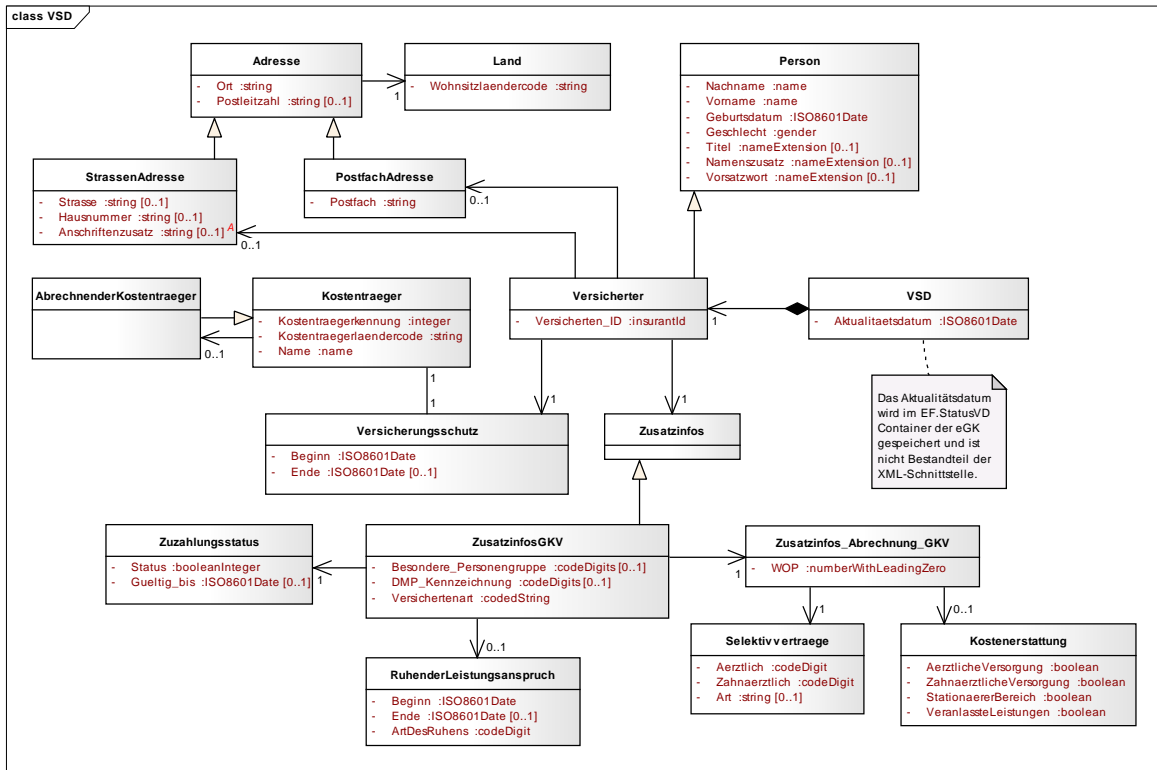 class VSD
Adresse
- Ort :string
- Postleitzahl :string [0..1]
Land
- Wohnsitzlaendercode :string
1
Person
- Nachname :name
- Vorname :name
- Geburtsdatum :ISO8601Date
- Geschlecht :gender
- Titel :nameExtension [0..1]
- Namenszusatz :nameExtension [0..1]
- Vorsatzwort :nameExtension [0..1]
StrassenAdresse
- Strasse :string [0..1]
- Hausnummer :string [0..1]
- Anschriftenzusatz :string [0..1] A
0..1
PostfachAdresse
- Postfach :string
0..1
AbrechnenderKostentraeger
0..1
Kostentraeger
- Kostentraegerkennung :integer
- Kostentraegerlaendercode :string
- Name :name
1
1
Versicherter
- Versicherten_ID :insurantId
1
VSD
- Aktualitaetsdatum :ISO8601Date
Das Aktualitätsdatum
wird im EF.StatusVD
Container der eGK
gespeichert und ist
nicht Bestandteil der
XML-Schnittstelle.
1
1
Versicherungsschutz
- Beginn :ISO8601Date
- Ende :ISO8601Date [0..1]
Zusatzinfos
Zuzahlungsstatus
- Status :booleanInteger
- Gueltig_bis :ISO8601Date [0..1]
1
ZusatzinfosGKV
- Besondere_Personengruppe :codeDigits [0..1]
- DMP_Kennzeichnung :codeDigits [0..1]
- Versichertenart :codedString
1
Zusatzinfos_Abrechnung_GKV
- WOP :numberWithLeadingZero
0..1
1
0..1
RuhenderLeistungsanspruch
- Beginn :ISO8601Date
- Ende :ISO8601Date [0..1]
- ArtDesRuhens :codeDigit
Selektivvertraege
- Aerztlich :codeDigit
- Zahnaerztlich :codeDigit
- Art :string [0..1]
Kostenerstattung
- AerztlicheVersorgung :boolean
- ZahnaerztlicheVersorgung :boolean
- StationaererBereich :boolean
- VeranlassteLeistungen :boolean